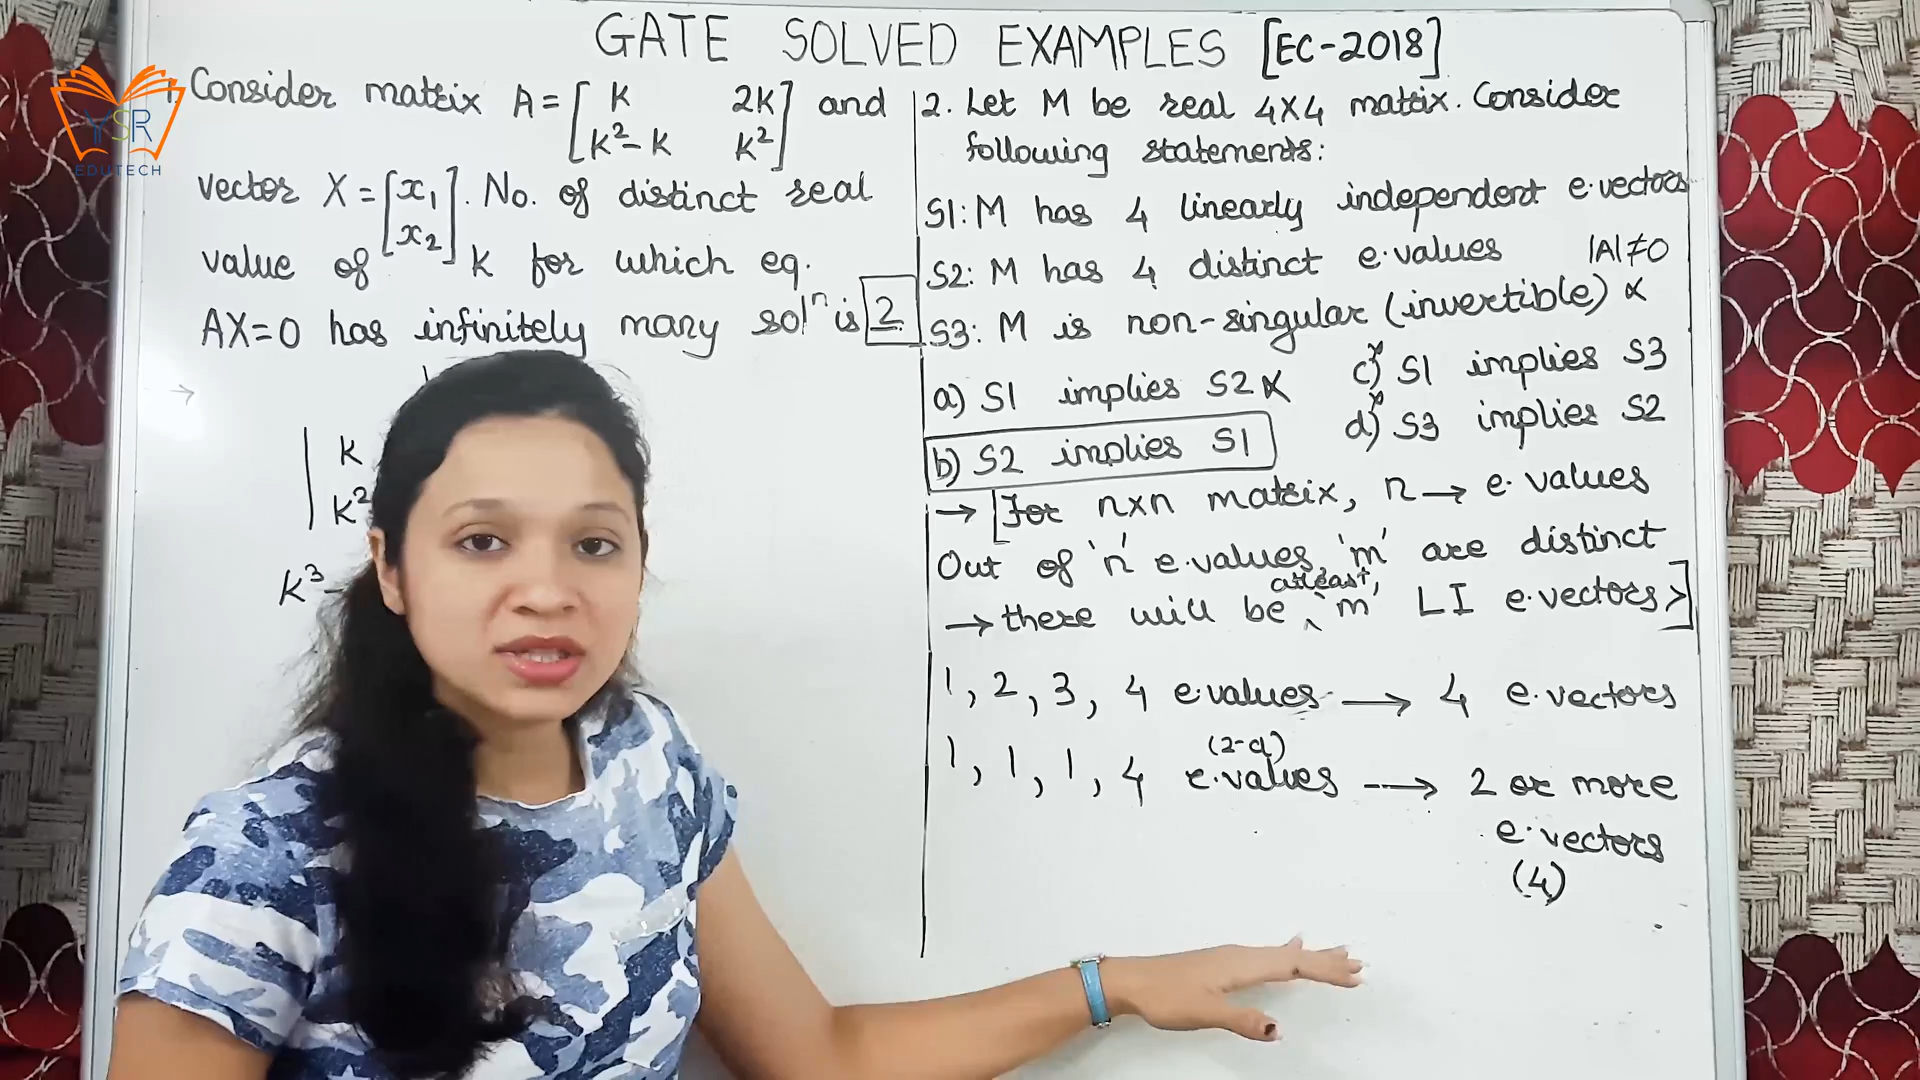 GATE SOLVED EXAMPLES [EC-2018]
YSR
EDUTECH
Consider matrix A = [ K 2K
K²-K K² ] and
vector X = [ x₁
x₂ ]. No. of distinct real
value of K for which eq.
AX=0 has infinitely many solⁿ is 2
→
| K
K²
K³ -
2. Let M be real 4X4 matrix. Consider
following statements:
S1: M has 4 linearly independent e.vectors
S2: M has 4 distinct e.values |A|≠0
S3: M is non-singular (invertible)
a) S1 implies S2 x
b) S2 implies S1
c) x S1 implies S3
d) x S3 implies S2
→ [For nxn matrix, n → e.values
Out of 'n' e.values, 'm' are distinct
→ there will be atleast 'm' LI e.vectors>]
1, 2, 3, 4 e.values → 4 e.vectors
1, 1, 1, 4 e.values (2-d) → 2 or more
e.vectors
(4)